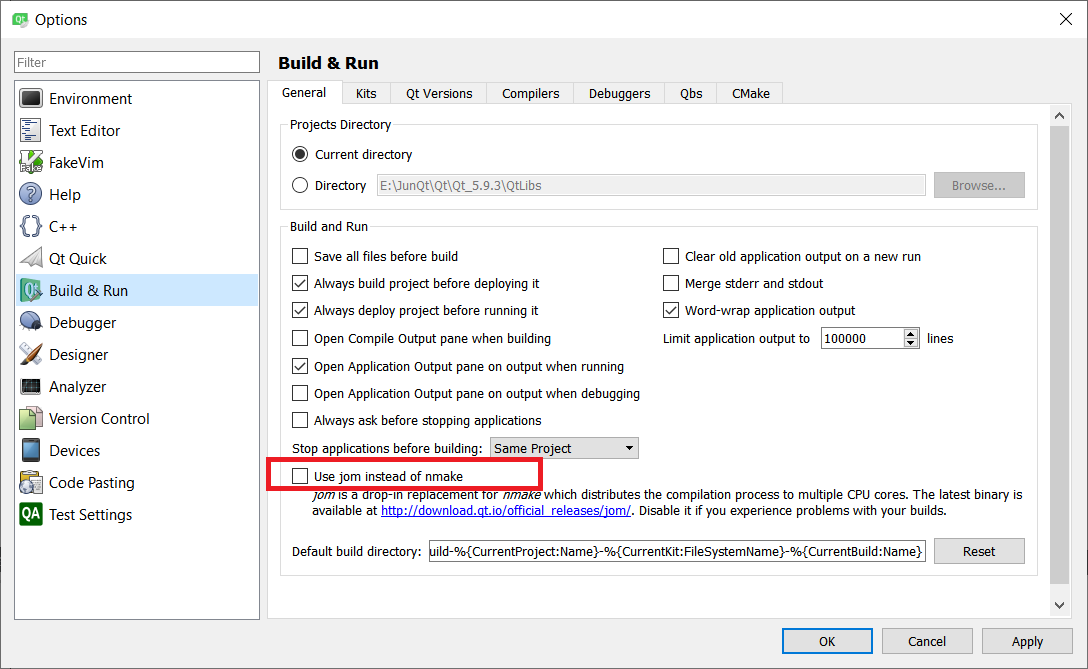 Qt Options
Filter
Environment
Text Editor
Fake FakeVim
? Help
{} C++
Qt Quick
Build & Run
Debugger
Designer
Analyzer
Version Control
Devices
Code Pasting
QA Test Settings
Build & Run
General Kits Qt Versions Compilers Debuggers Qbs CMake
Projects Directory
Current directory
Directory E:\JunQt\Qt\Qt_5.9.3\QtLibs Browse...
Build and Run
Save all files before build Clear old application output on a new run
Always build project before deploying it Merge stderr and stdout
Always deploy project before running it Word-wrap application output
Open Compile Output pane when building Limit application output to 100000 lines
Open Application Output pane on output when running
Open Application Output pane on output when debugging
Always ask before stopping applications
Stop applications before building: Same Project
Use jom instead of nmake
jom is a drop-in replacement for nmake which distributes the compilation process to multiple CPU cores. The latest binary is
available at http://download.qt.io/official_releases/jom/. Disable it if you experience problems with your builds.
Default build directory: uild-%{CurrentProject:Name}-%{CurrentKit:FileSystemName}-%{CurrentBuild:Name} Reset
OK Cancel Apply